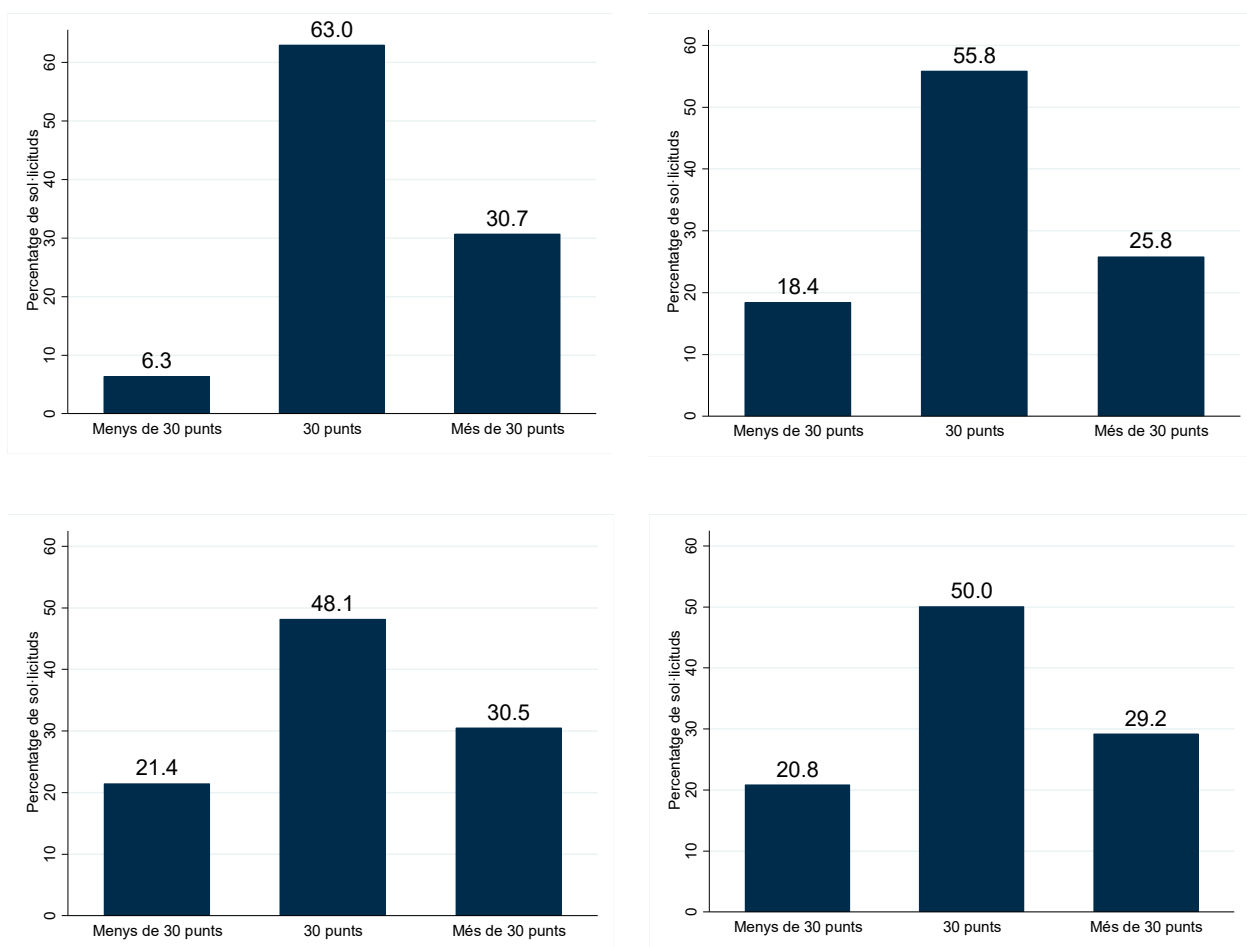 63.0
60
50
40
30
20
10
0
Percentatge de sol·licituds
6.3
30.7
Menys de 30 punts
30 punts
Més de 30 punts
60
50
40
30
20
10
0
Percentatge de sol·licituds
55.8
18.4
25.8
Menys de 30 punts
30 punts
Més de 30 punts
60
50
40
30
20
10
0
Percentatge de sol·licituds
48.1
21.4
30.5
Menys de 30 punts
30 punts
Més de 30 punts
60
50
40
30
20
10
0
Percentatge de sol·licituds
50.0
20.8
29.2
Menys de 30 punts
30 punts
Més de 30 punts